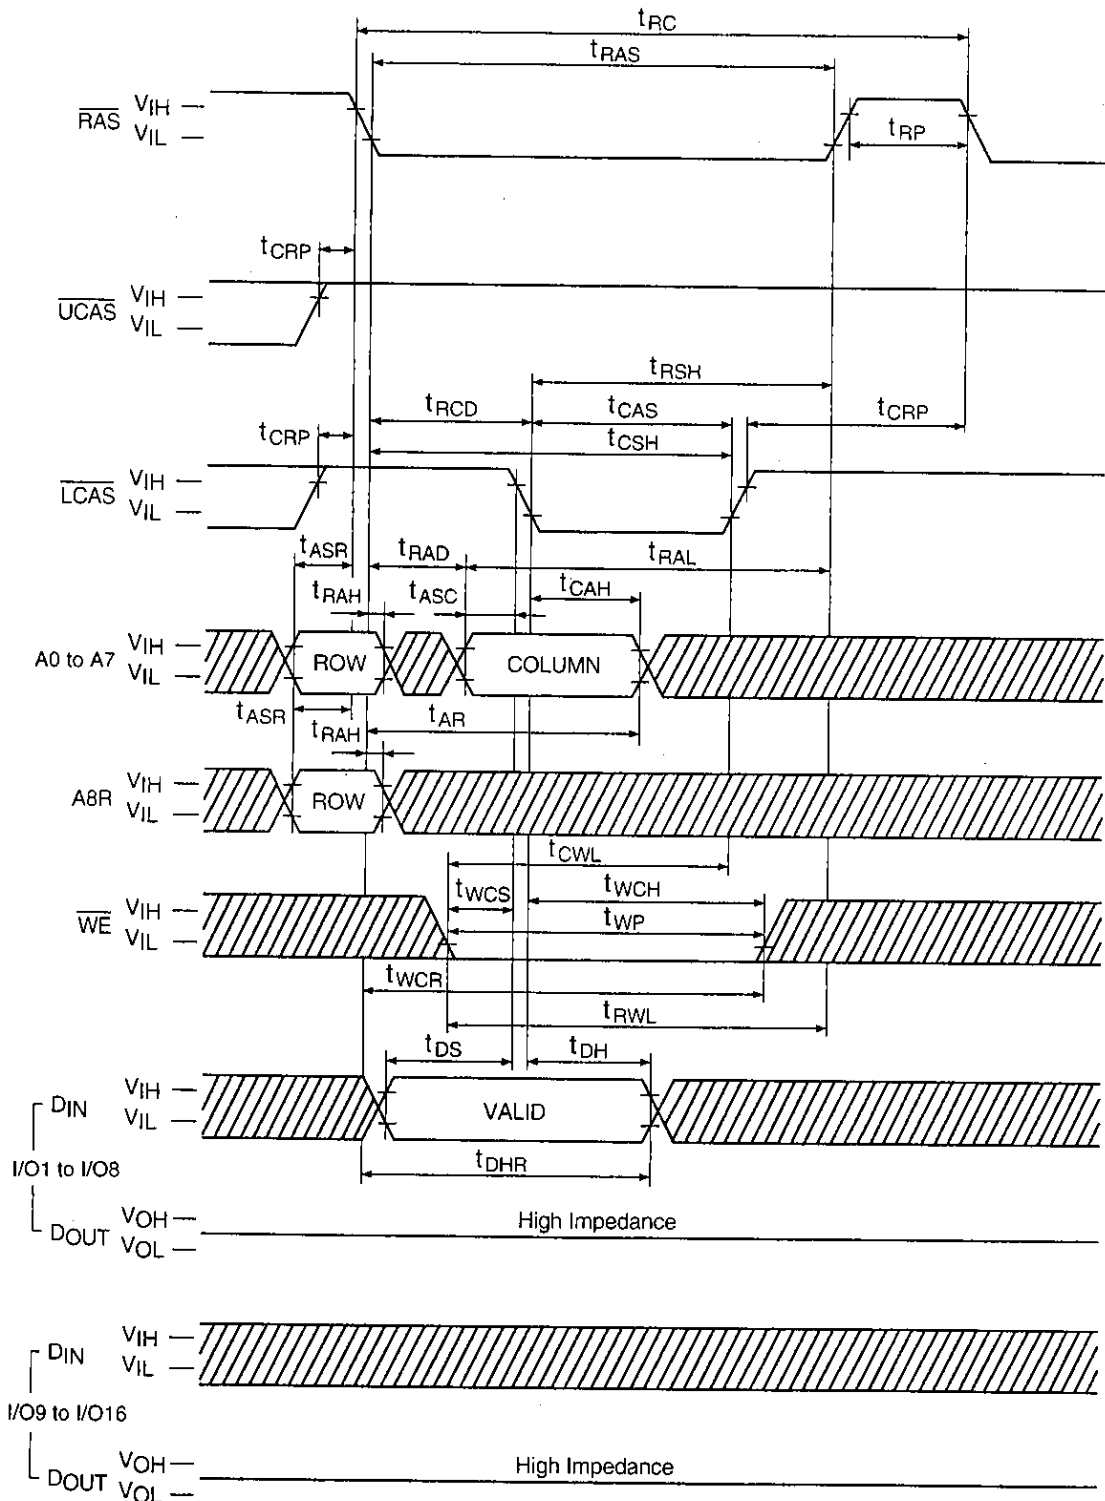 tRC
tRAS
RAS VIH
VIL
tRP
tCRP
UCAS VIH
VIL
tRSH
tRCD tCAS tCRP
tCRP
tCSH
LCAS VIH
VIL
tASR tRAD tRAL
tRAH tASC tCAH
A0 to A7 VIH
VIL
ROW COLUMN
tASR tAR
tRAH
A8R VIH
VIL
ROW
tCWL
tWCS tWCH
WE VIH
VIL
tWP
tWCR
tRWL
tDS tDH
DIN VIH
VIL
VALID
I/O1 to I/O8
tDHR
DOUT VOH
VOL
High Impedance
DIN VIH
VIL
I/O9 to I/O16
DOUT VOH
VOL
High Impedance